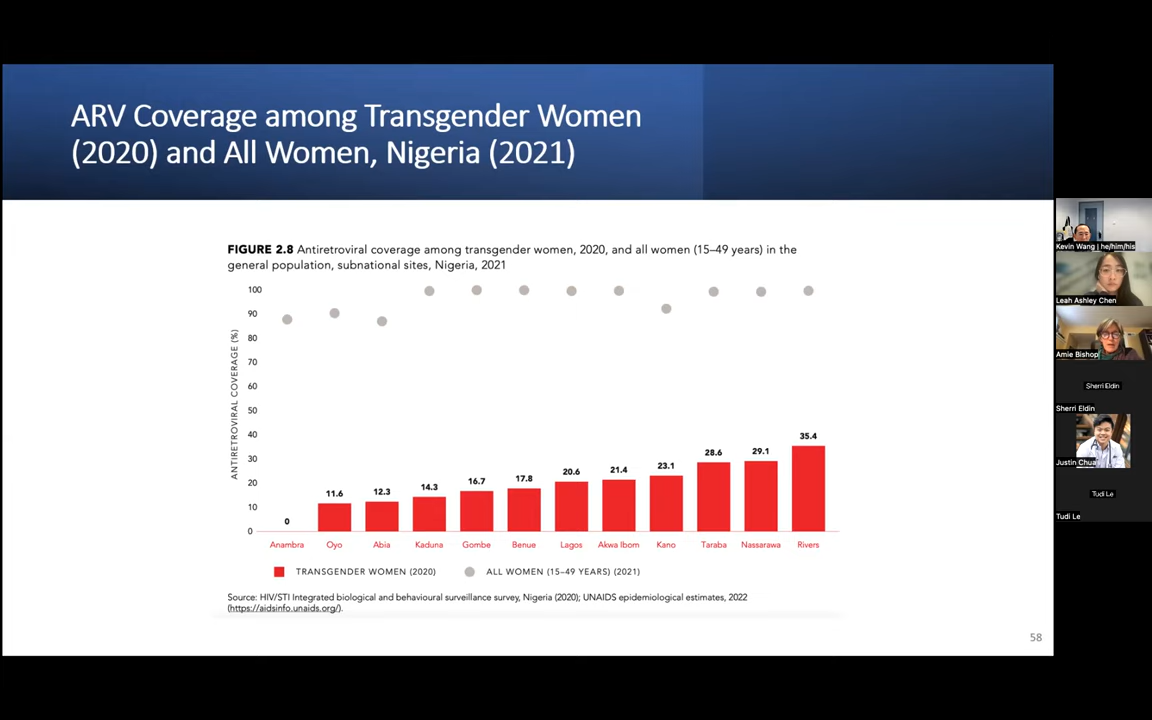 ARV Coverage among Transgender Women
(2020) and All Women, Nigeria (2021)
FIGURE 2.8 Antiretroviral coverage among transgender women, 2020, and all women (15–49 years) in the
general population, subnational sites, Nigeria, 2021
ANTIRETROVIRAL COVERAGE (%)
100
90
80
70
60
50
40
30
20
10
0
0
11.6
12.3
14.3
16.7
17.8
20.6
21.4
23.1
28.6
29.1
35.4
Anambra Oyo Abia Kaduna Gombe Benue Lagos Akwa Ibom Kano Taraba Nassarawa Rivers
TRANSGENDER WOMEN (2020) ALL WOMEN (15–49 YEARS) (2021)
Source: HIV/STI Integrated biological and behavioural surveillance survey, Nigeria (2020); UNAIDS epidemiological estimates, 2022
(https://aidsinfo.unaids.org/).
58
Kevin Wang | he/him/his
Leah Ashley Chen
Amie Bishop
Sherri Eldin
Sherri Eldin
Justin Chua
Tudi Le
Tudi Le